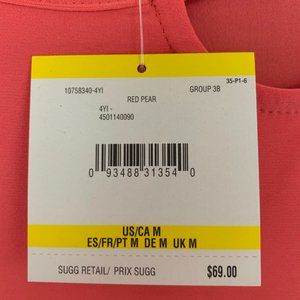 35-P1-6
10758340-4YI GROUP 3B
RED PEAR
4YI -
4501140090
0 93488 31354 0
US/CA M
ES/FR/PT M DE M UK M
SUGG RETAIL/ PRIX SUGG $69.00